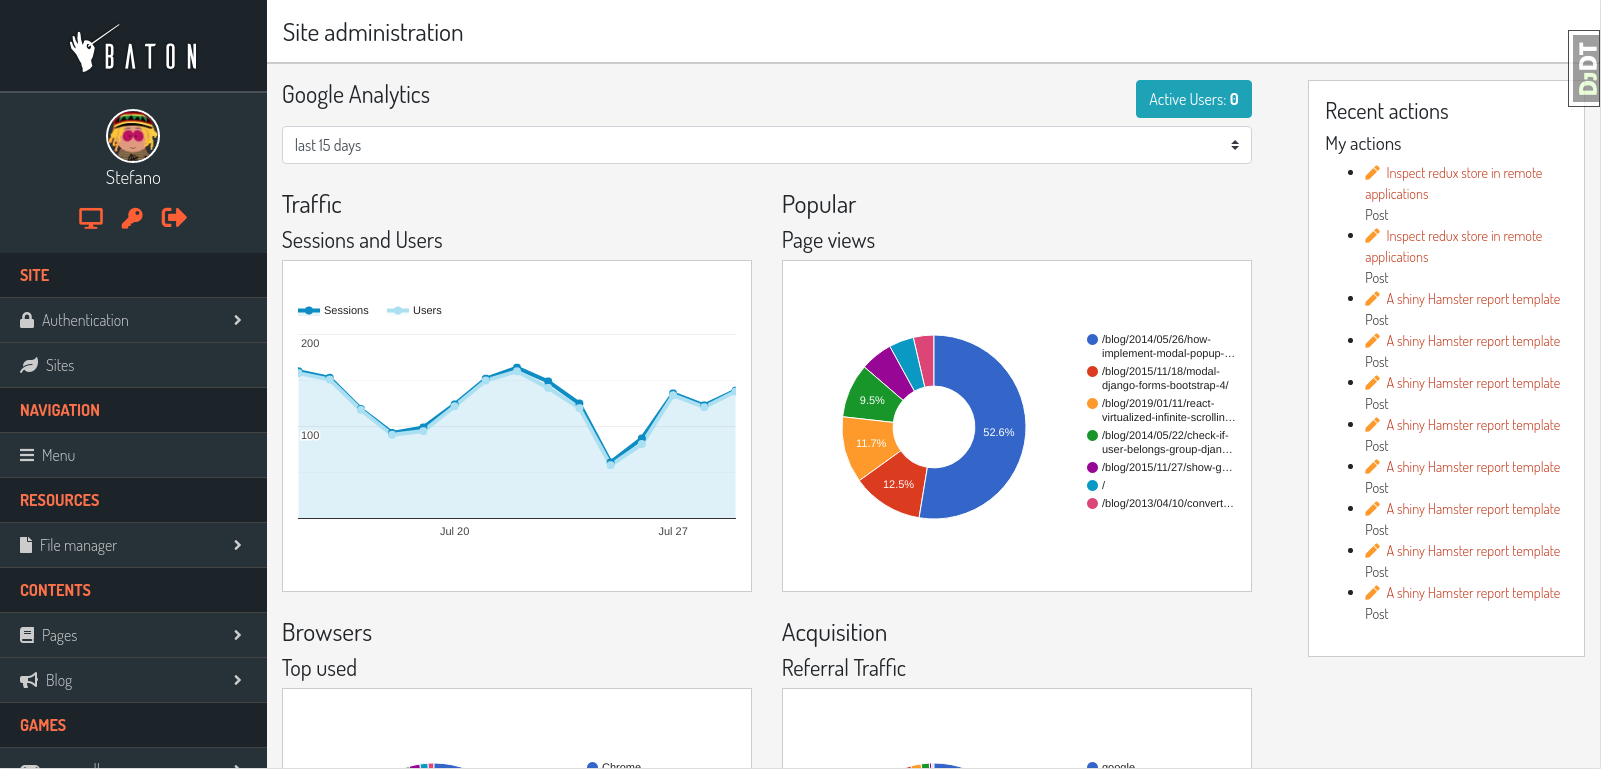 BATON
Stefano
SITE
Authentication
Sites
NAVIGATION
Menu
RESOURCES
File manager
CONTENTS
Pages
Blog
GAMES
Site administration
Google Analytics
Active Users: 0
last 15 days
Traffic
Sessions and Users
Sessions
Users
200
100
Jul 20
Jul 27
Popular
Page views
52.6%
12.5%
11.7%
9.5%
/blog/2014/05/26/how-
implement-modal-popup-...
/blog/2015/11/18/modal-
django-forms-bootstrap-4/
/blog/2019/01/11/react-
virtualized-infinite-scrollin...
/blog/2014/05/22/check-if-
user-belongs-group-djan...
/blog/2015/11/27/show-g...
/
/blog/2013/04/10/convert...
Browsers
Top used
Chrome
Acquisition
Referral Traffic
google
DJDT
Recent actions
My actions
Inspect redux store in remote
applications
Post
Inspect redux store in remote
applications
Post
A shiny Hamster report template
Post
A shiny Hamster report template
Post
A shiny Hamster report template
Post
A shiny Hamster report template
Post
A shiny Hamster report template
Post
A shiny Hamster report template
Post
A shiny Hamster report template
Post
A shiny Hamster report template
Post